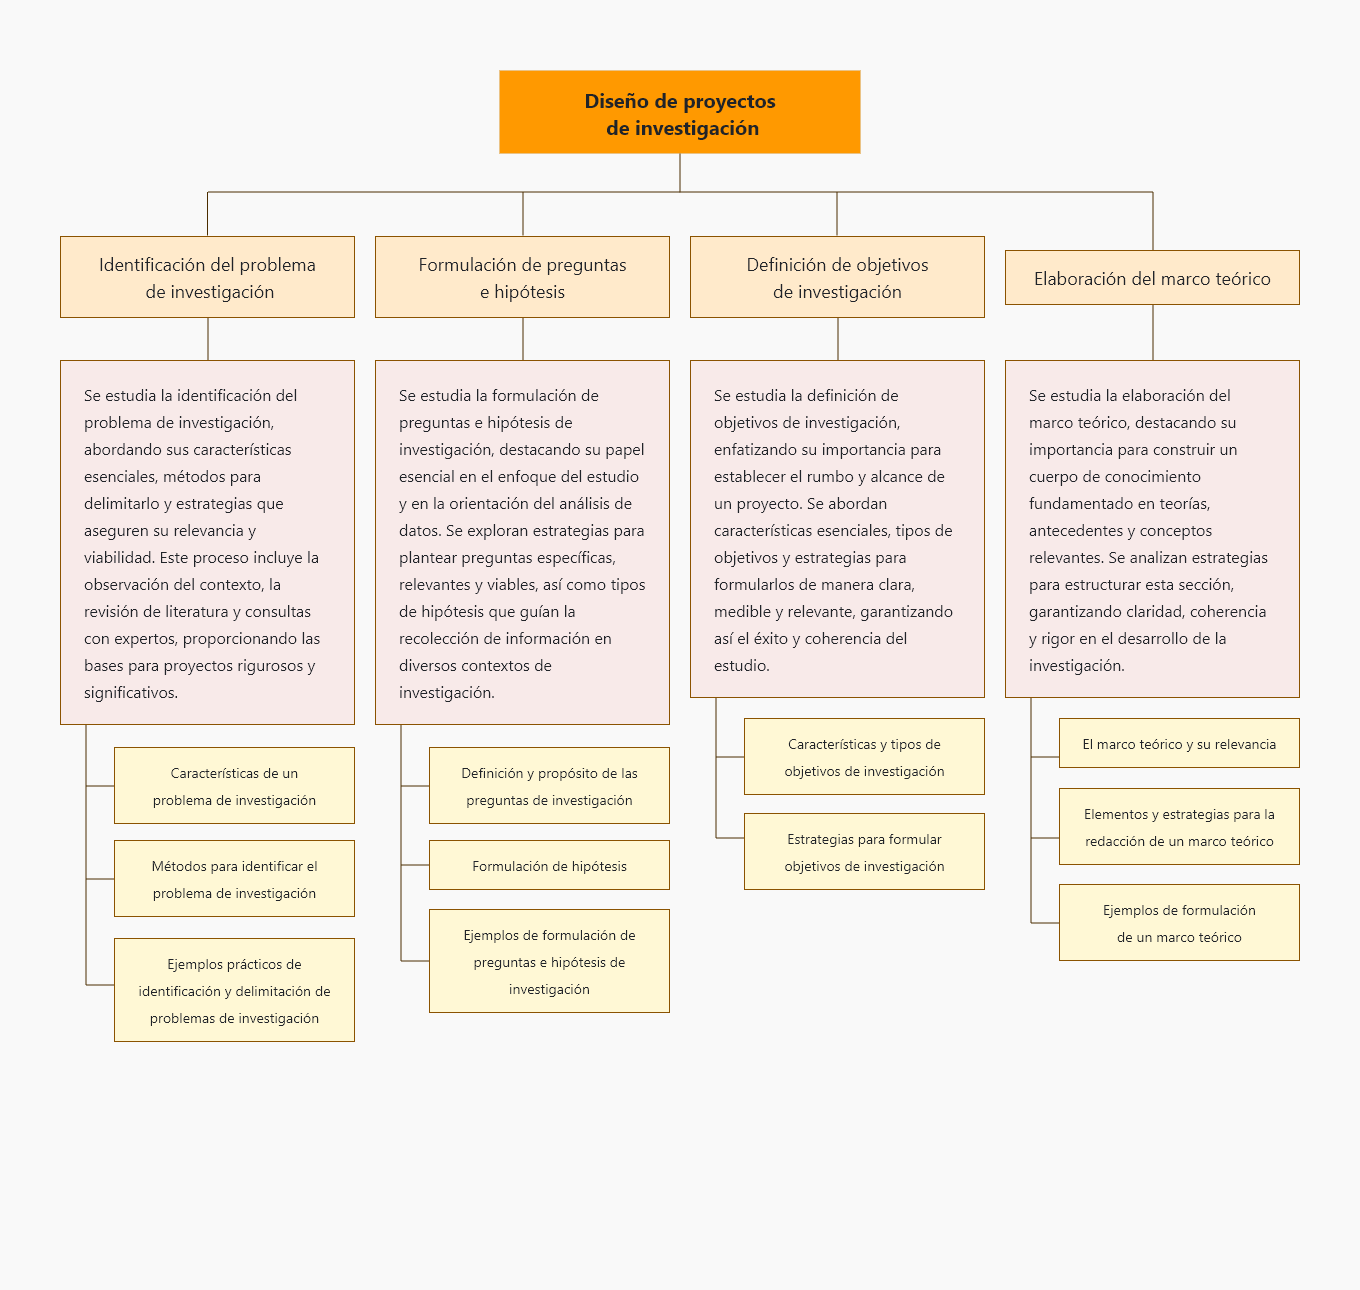 Diseño de proyectos
de investigación
Identificación del problema
de investigación
Se estudia la identificación del
problema de investigación,
abordando sus características
esenciales, métodos para
delimitarlo y estrategias que
aseguren su relevancia y
viabilidad. Este proceso incluye la
observación del contexto, la
revisión de literatura y consultas
con expertos, proporcionando las
bases para proyectos rigurosos y
significativos.
Características de un
problema de investigación
Métodos para identificar el
problema de investigación
Ejemplos prácticos de
identificación y delimitación de
problemas de investigación
Formulación de preguntas
e hipótesis
Se estudia la formulación de
preguntas e hipótesis de
investigación, destacando su papel
esencial en el enfoque del estudio
y en la orientación del análisis de
datos. Se exploran estrategias para
plantear preguntas específicas,
relevantes y viables, así como tipos
de hipótesis que guían la
recolección de información en
diversos contextos de
investigación.
Definición y propósito de las
preguntas de investigación
Formulación de hipótesis
Ejemplos de formulación de
preguntas e hipótesis de
investigación
Definición de objetivos
de investigación
Se estudia la definición de
objetivos de investigación,
enfatizando su importancia para
establecer el rumbo y alcance de
un proyecto. Se abordan
características esenciales, tipos de
objetivos y estrategias para
formularlos de manera clara,
medible y relevante, garantizando
así el éxito y coherencia del
estudio.
Características y tipos de
objetivos de investigación
Estrategias para formular
objetivos de investigación
Elaboración del marco teórico
Se estudia la elaboración del
marco teórico, destacando su
importancia para construir un
cuerpo de conocimiento
fundamentado en teorías,
antecedentes y conceptos
relevantes. Se analizan estrategias
para estructurar esta sección,
garantizando claridad, coherencia
y rigor en el desarrollo de la
investigación.
El marco teórico y su relevancia
Elementos y estrategias para la
redacción de un marco teórico
Ejemplos de formulación
de un marco teórico